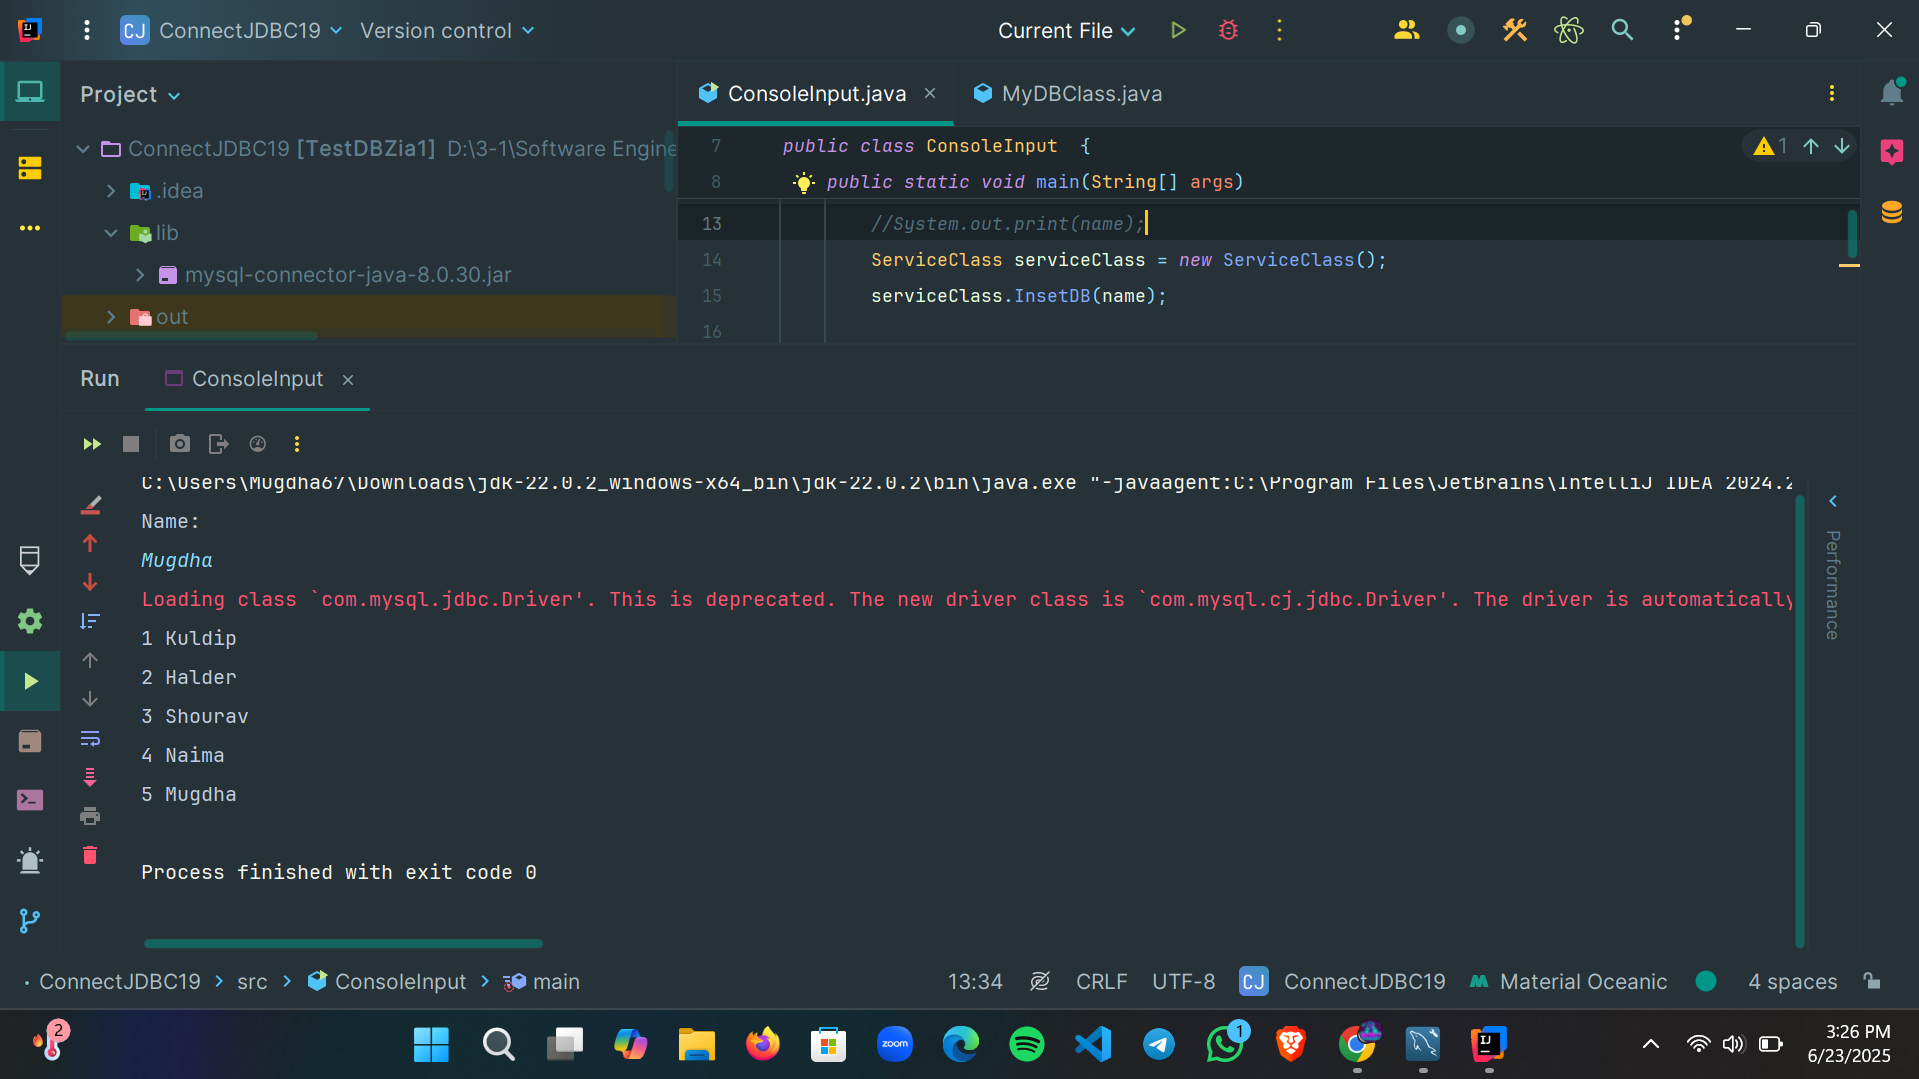 CJ ConnectJDBC19 Version control Current File
Project
ConsoleInput.java MyDBClass.java
ConnectJDBC19 [TestDBZia1] D:\3-1\Software Engine
.idea
lib
mysql-connector-java-8.0.30.jar
out
7 public class ConsoleInput {
1
8 public static void main(String[] args)
13 //System.out.print(name);
14 ServiceClass serviceClass = new ServiceClass();
15 serviceClass.InsetDB(name);
16
Run ConsoleInput
C:\Users\Mugdha67\Downloads\jdk-22.0.2_windows-x64_bin\jdk-22.0.2\bin\java.exe "-javaagent:C:\Program Files\JetBrains\IntelliJ IDEA 2024.2
Name:
Mugdha
Loading class `com.mysql.jdbc.Driver'. This is deprecated. The new driver class is `com.mysql.cj.jdbc.Driver'. The driver is automatically
1 Kuldip
2 Halder
3 Shourav
4 Naima
5 Mugdha
Process finished with exit code 0
Performance
ConnectJDBC19 src ConsoleInput main 13:34 CRLF UTF-8 CJ ConnectJDBC19 Material Oceanic 4 spaces
2
zoom
1
IJ
3:26 PM
6/23/2025